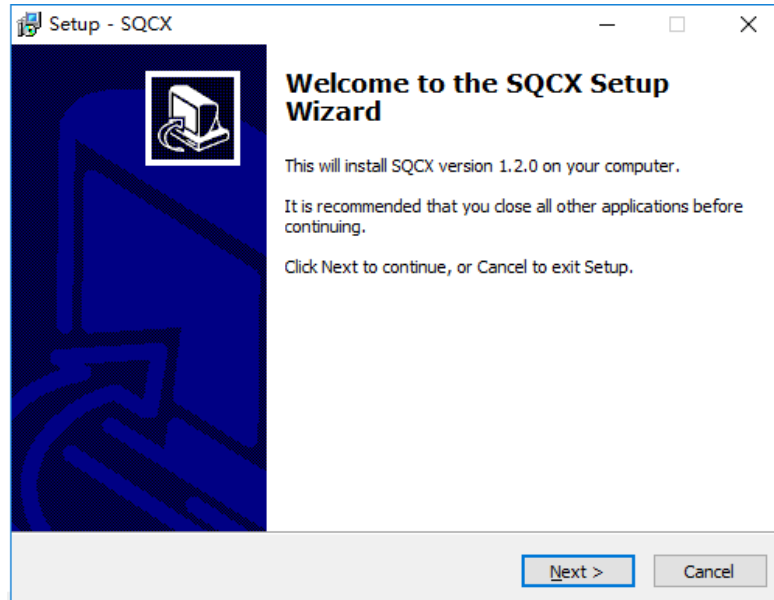 Setup - SQCX
Welcome to the SQCX Setup
Wizard
This will install SQCX version 1.2.0 on your computer.
It is recommended that you close all other applications before
continuing.
Click Next to continue, or Cancel to exit Setup.
Next >
Cancel